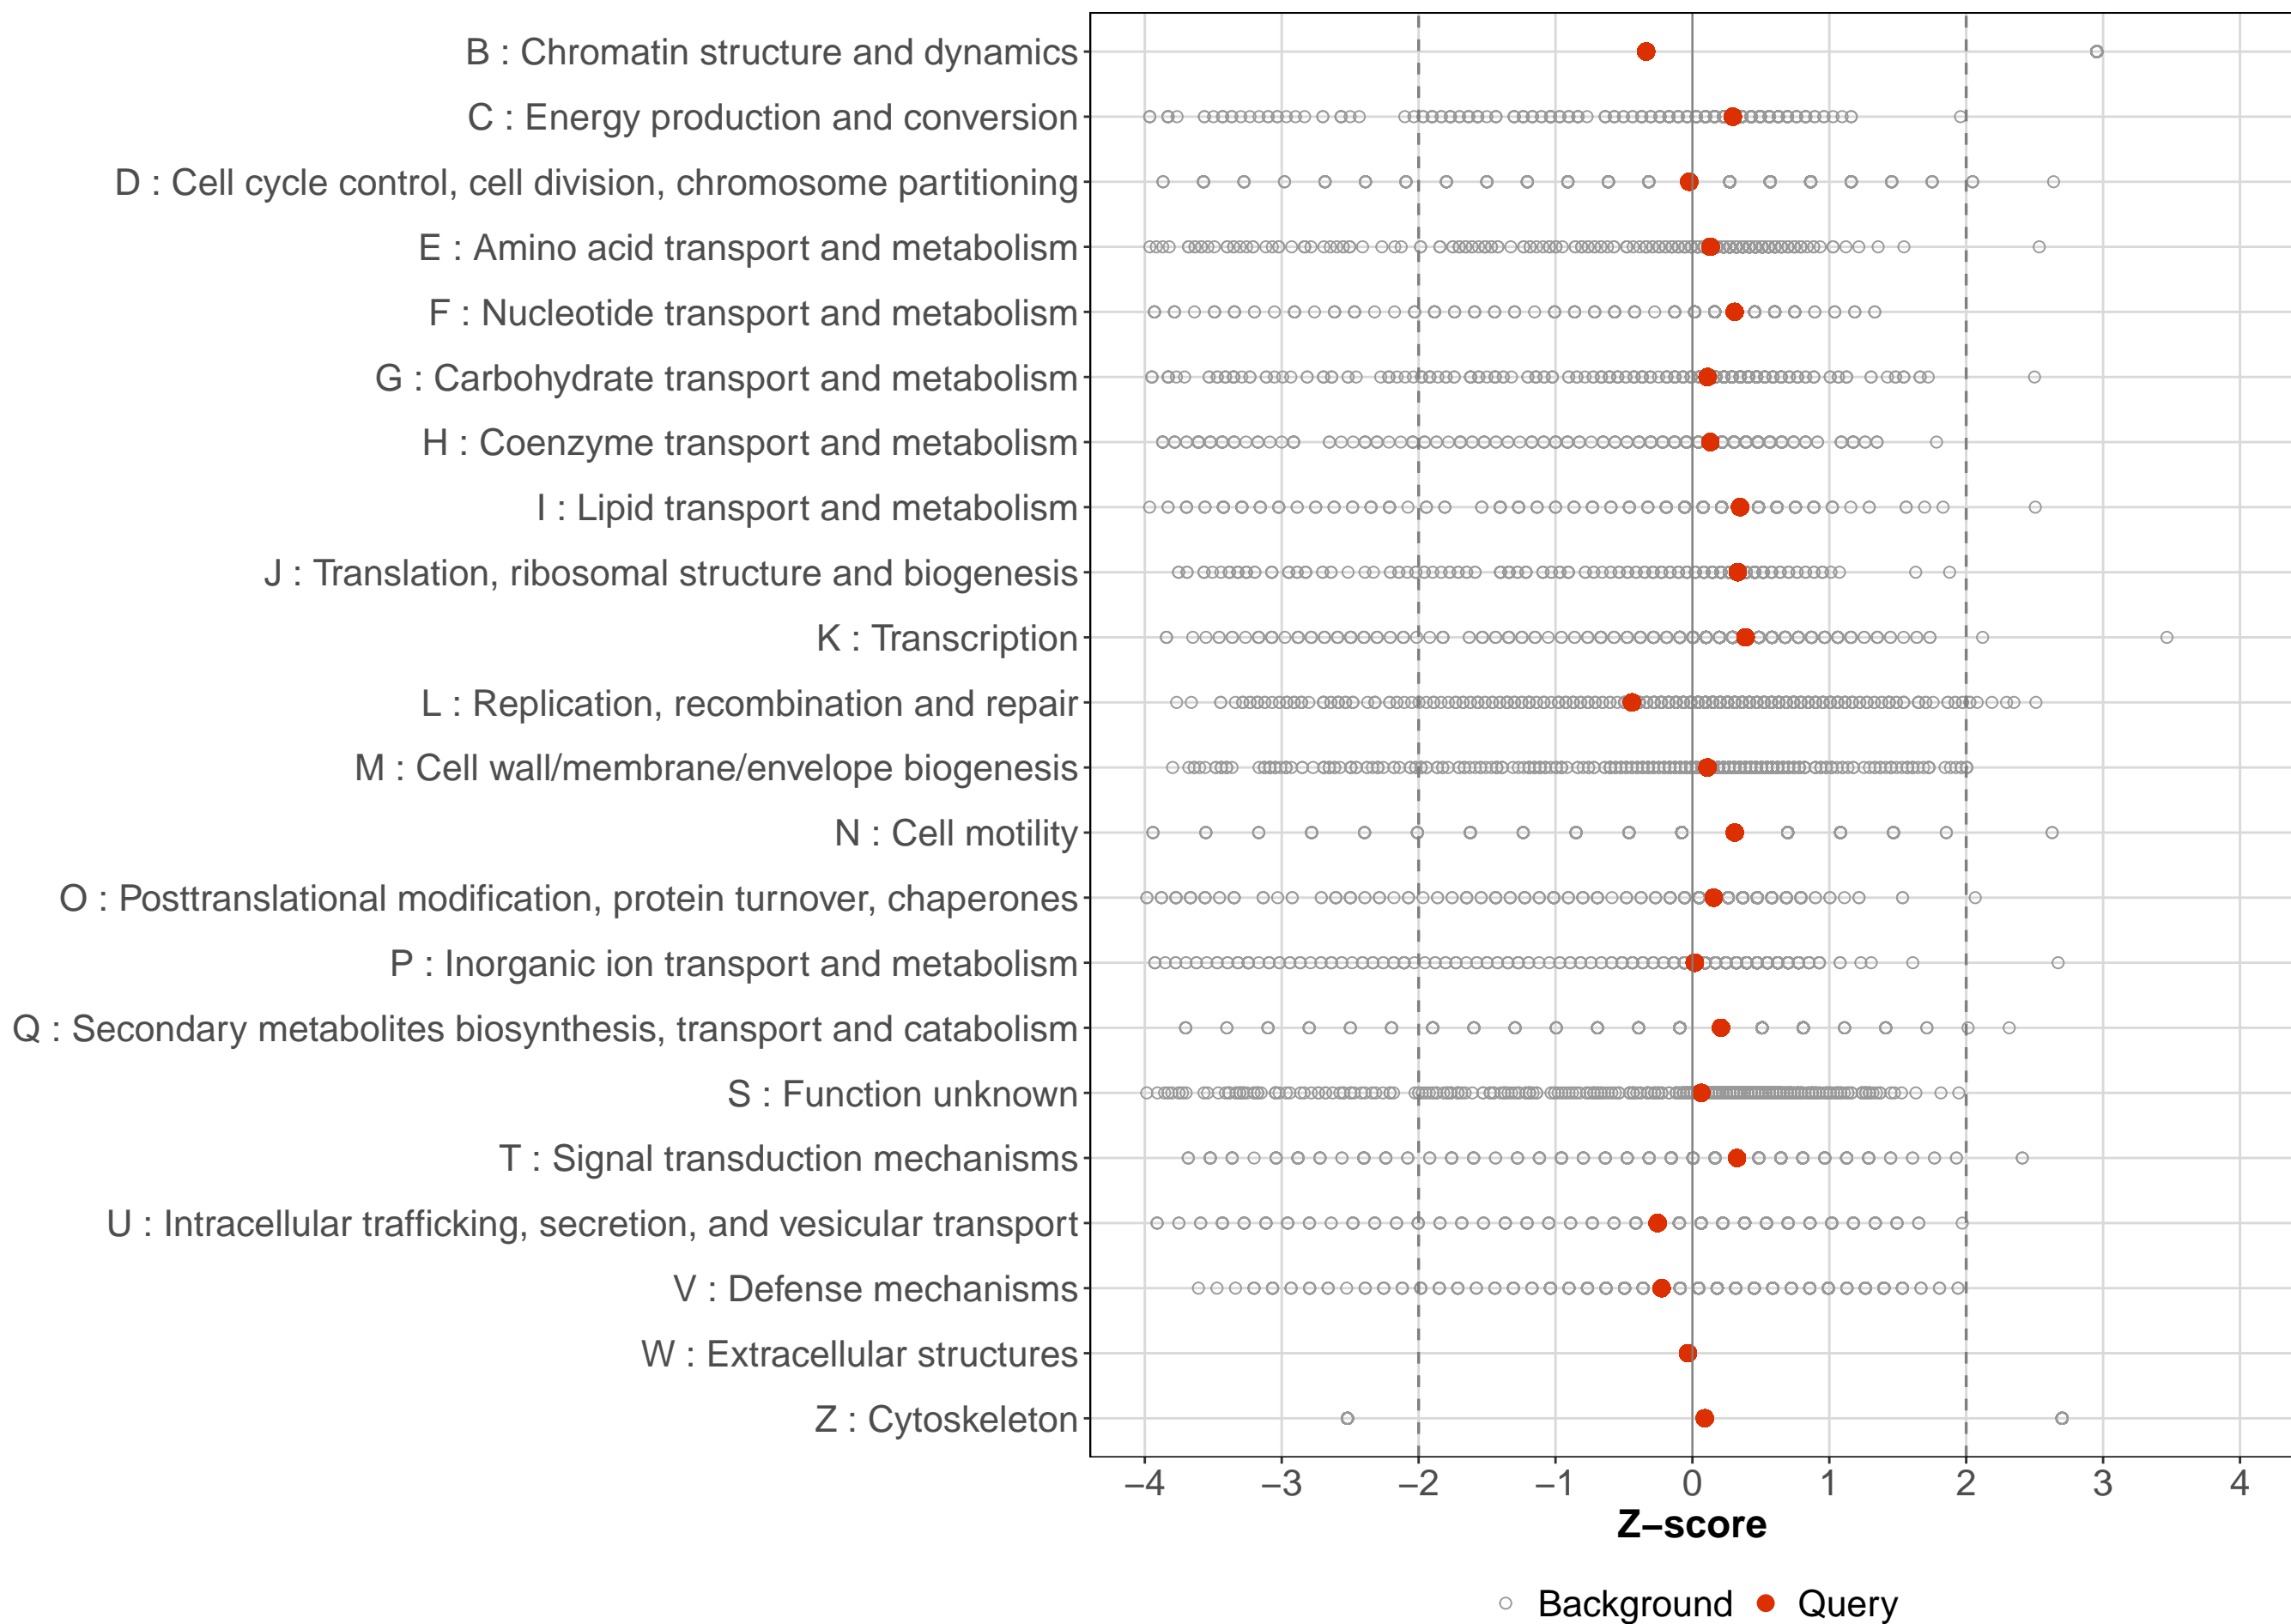 B : Chromatin structure and dynamics
C : Energy production and conversion
D : Cell cycle control, cell division, chromosome partitioning
E : Amino acid transport and metabolism
F : Nucleotide transport and metabolism
G : Carbohydrate transport and metabolism
H : Coenzyme transport and metabolism
I : Lipid transport and metabolism
J : Translation, ribosomal structure and biogenesis
K : Transcription
L : Replication, recombination and repair
M : Cell wall/membrane/envelope biogenesis
N : Cell motility
O : Posttranslational modification, protein turnover, chaperones
P : Inorganic ion transport and metabolism
Q : Secondary metabolites biosynthesis, transport and catabolism
S : Function unknown
T : Signal transduction mechanisms
U : Intracellular trafficking, secretion, and vesicular transport
V : Defense mechanisms
W : Extracellular structures
Z : Cytoskeleton
−4 −3 −2 −1 0 1 2 3 4
Z−score
Background Query